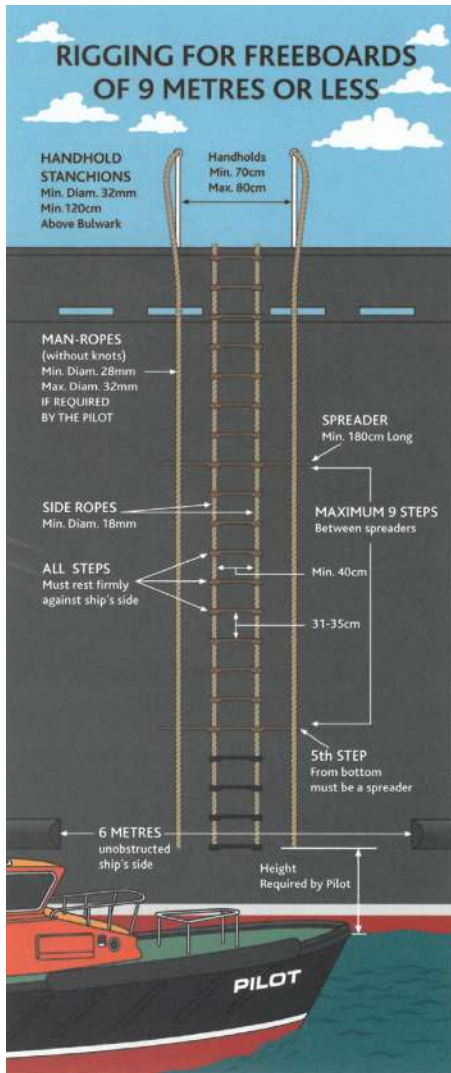 RIGGING FOR FREEBOARDS
OF 9 METRES OR LESS
HANDHOLD
STANCHIONS
Min. Diam. 32mm
Min. 120cm
Above Bulwark
Handholds
Min. 70cm
Max. 80cm
MAN-ROPES
(without knots)
Min. Diam. 28mm
Max. Diam. 32mm
IF REQUIRED
BY THE PILOT
SPREADER
Min. 180cm Long
SIDE ROPES
Min. Diam. 18mm
MAXIMUM 9 STEPS
Between spreaders
ALL STEPS
Must rest firmly
against ship's side
Min. 40cm
31-35cm
5th STEP
From bottom
must be a spreader
6 METRES
unobstructed
ship's side
Height
Required by Pilot
PILOT